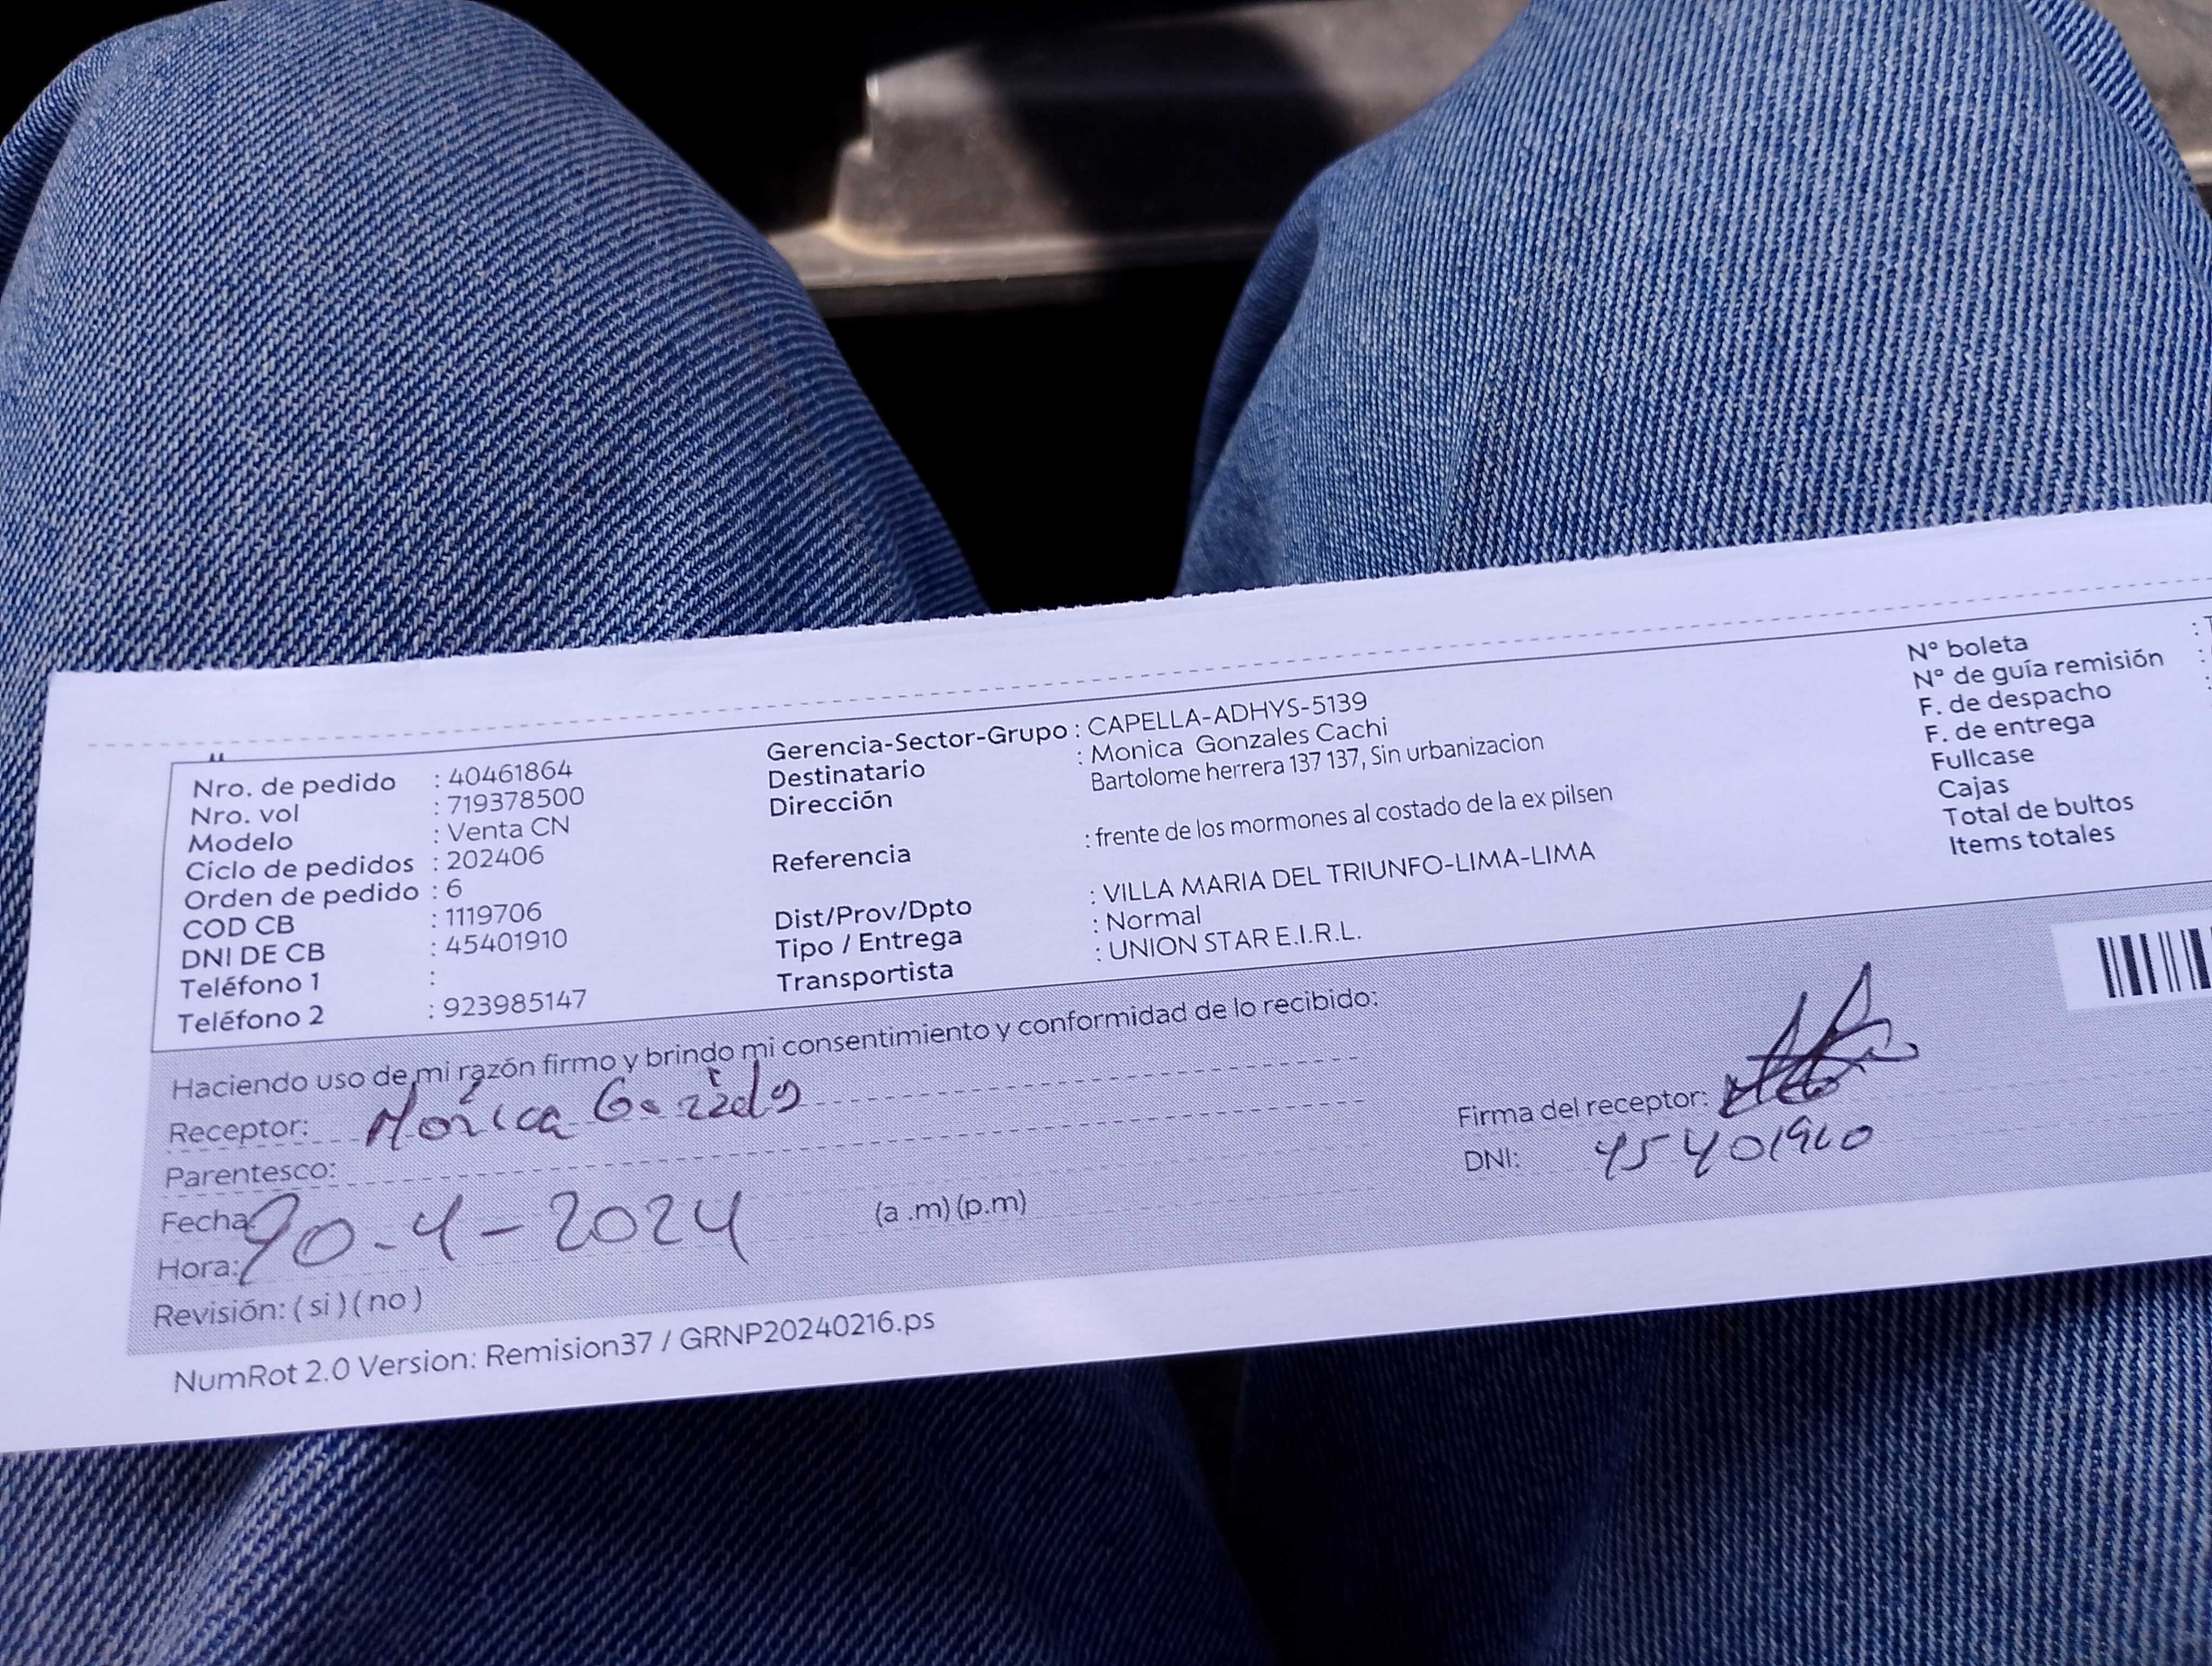 Nro. de pedido : 40461864
Nro. vol : 719378500
Modelo : Venta CN
Ciclo de pedidos : 202406
Orden de pedido : 6
COD CB : 1119706
DNI DE CB : 45401910
Teléfono 1 :
Teléfono 2 : 923985147
Gerencia-Sector-Grupo : CAPELLA-ADHYS-5139
Destinatario : Monica Gonzales Cachi
Dirección Bartolome herrera 137 137, Sin urbanizacion
Referencia : frente de los mormones al costado de la ex pilsen
Dist/Prov/Dpto : VILLA MARIA DEL TRIUNFO-LIMA-LIMA
Tipo / Entrega : Normal
Transportista : UNION STAR E.I.R.L.
N° boleta :
N° de guía remisión :
F. de despacho :
F. de entrega
Fullcase
Cajas
Total de bultos
Items totales
Haciendo uso de mi razón firmo y brindo mi consentimiento y conformidad de lo recibido:
Receptor: Monica
Parentesco:
Fecha: -4-2024
Hora: (a .m) (p.m)
Revisión: ( si ) ( no )
Firma del receptor:
DNI: 45401910
NumRot 2.0 Version: Remision37 / GRNP20240216.ps